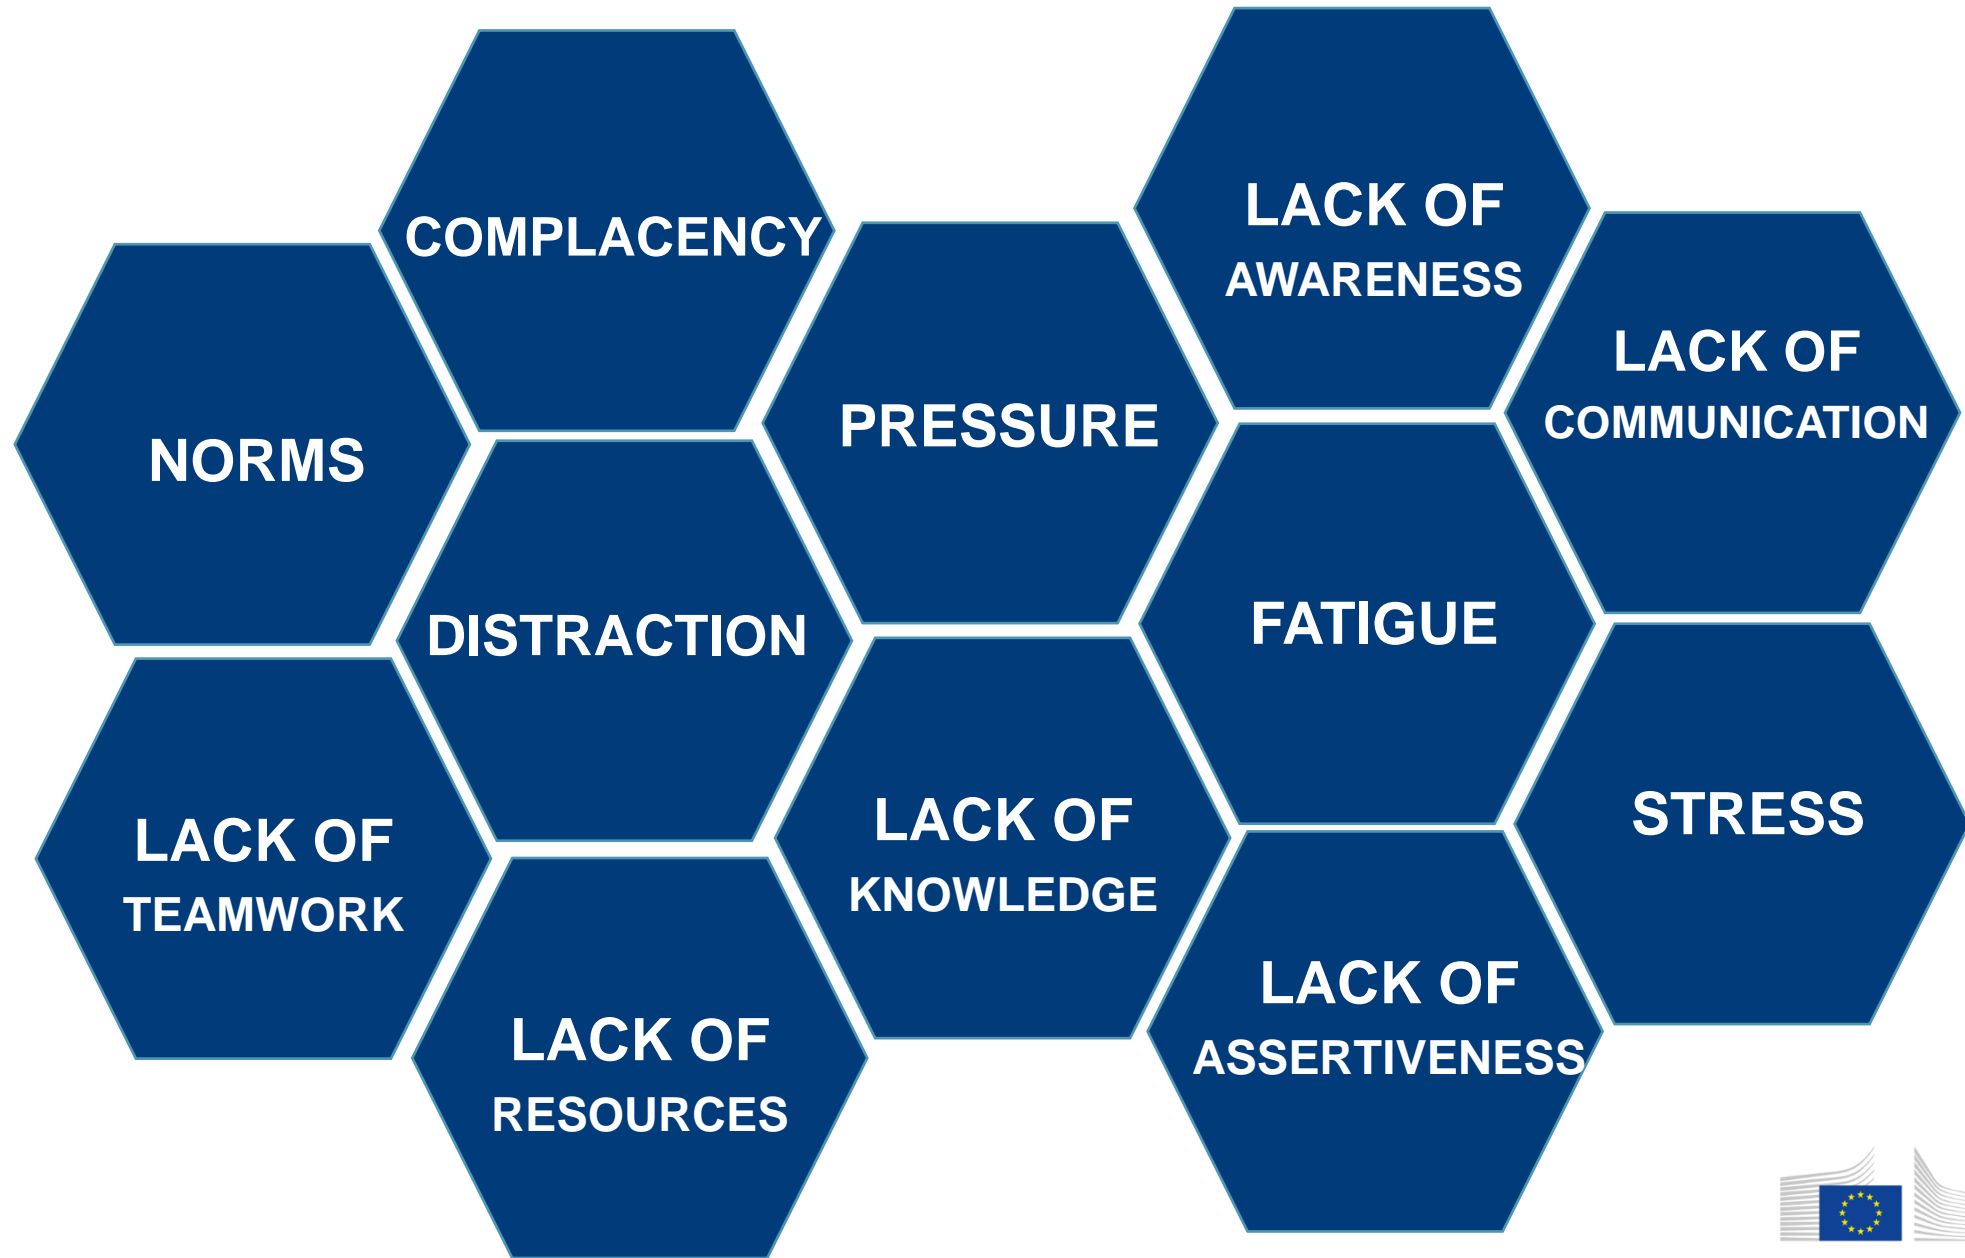 COMPLACENCY
LACK OF
AWARENESS
NORMS
PRESSURE
LACK OF
COMMUNICATION
DISTRACTION
FATIGUE
LACK OF
TEAMWORK
LACK OF
KNOWLEDGE
STRESS
LACK OF
RESOURCES
LACK OF
ASSERTIVENESS